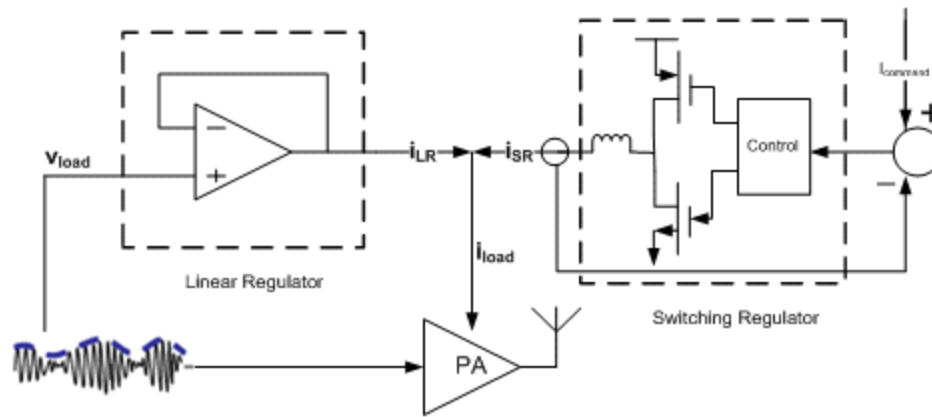 Icommand
+
Control
−
+
vload
iLR
iSR
−
iload
Linear Regulator
Switching Regulator
PA